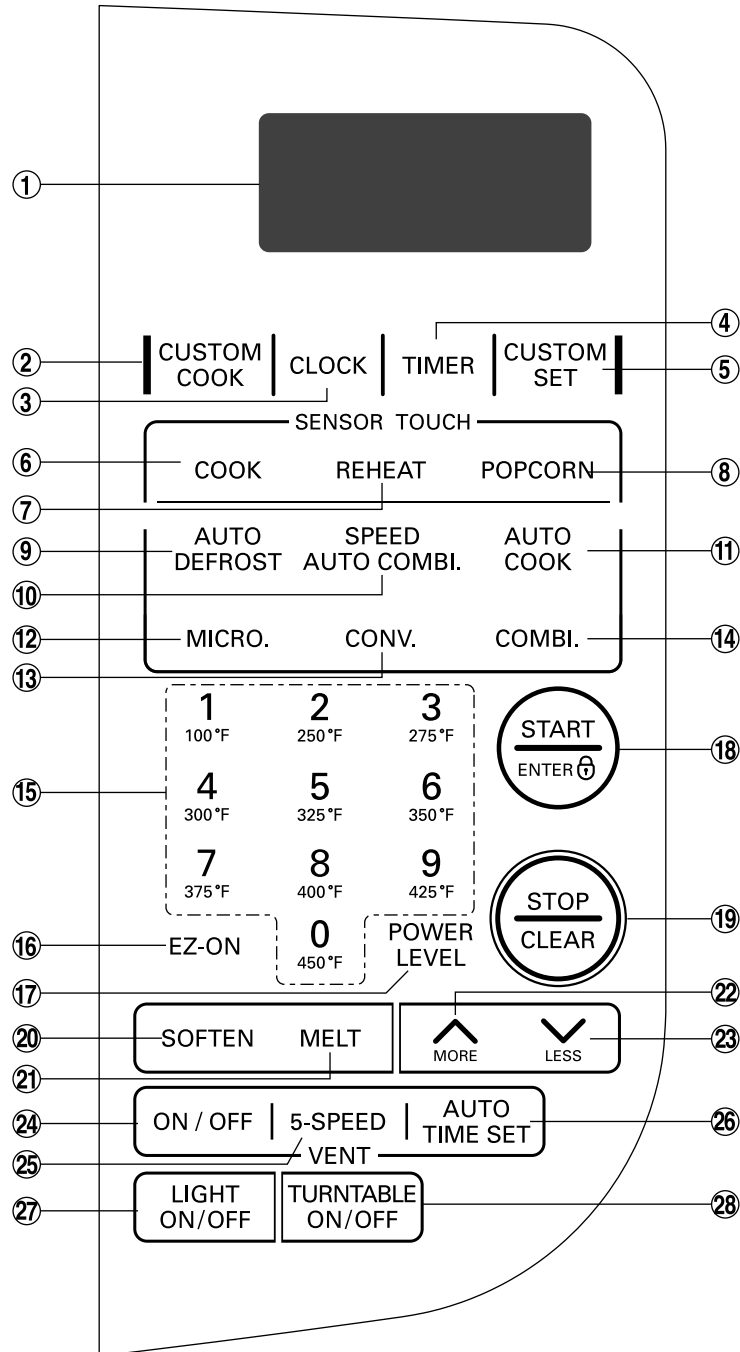 ①
④
② CUSTOM COOK CLOCK TIMER CUSTOM SET ⑤
③
SENSOR TOUCH
⑥ COOK REHEAT POPCORN ⑧
⑦
⑨ AUTO DEFROST SPEED AUTO COMBI. AUTO COOK ⑪
⑩
⑫ MICRO. CONV. COMBI. ⑭
⑬
1 2 3
100°F 250°F 275°F
START
ENTER
⑱
⑮
4 5 6
300°F 325°F 350°F
7 8 9
375°F 400°F 425°F
STOP
CLEAR
⑲
⑯ EZ-ON 0 POWER LEVEL
450°F
⑰
㉒
⑳ SOFTEN MELT MORE LESS ㉓
㉑
㉔ ON / OFF 5-SPEED AUTO TIME SET ㉖
㉕ VENT
㉗ LIGHT ON/OFF TURNTABLE ON/OFF ㉘